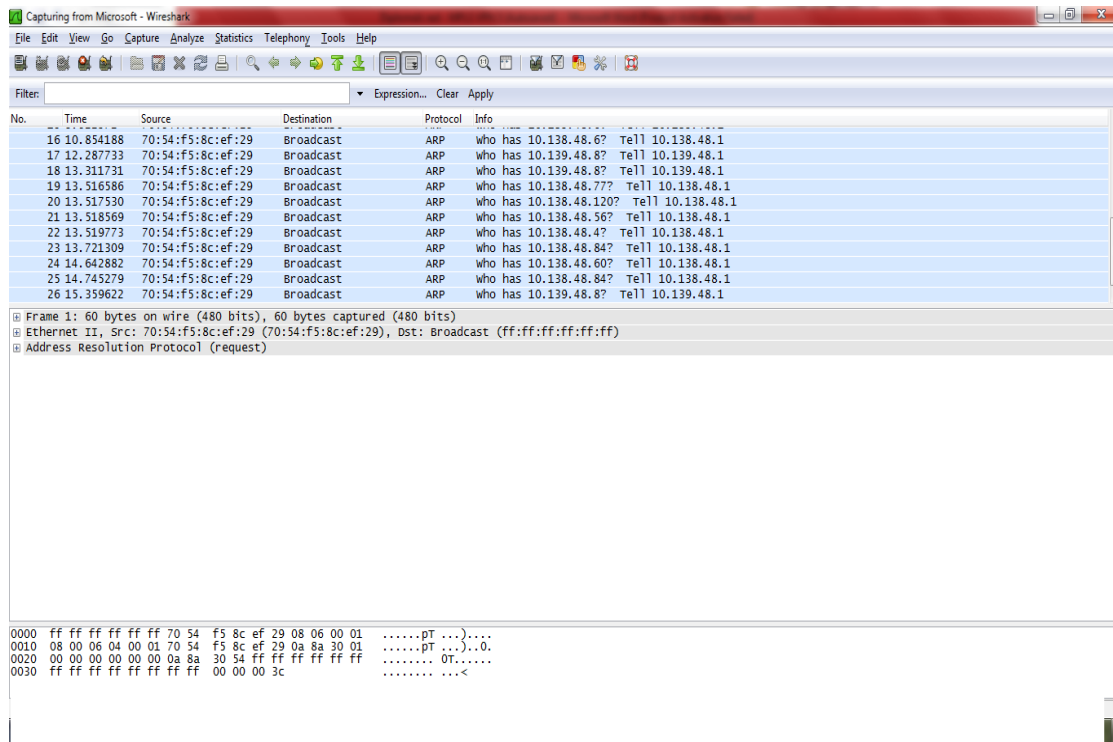 Capturing from Microsoft - Wireshark
File Edit View Go Capture Analyze Statistics Telephony Tools Help
Filter: Expression... Clear Apply
No. Time Source Destination Protocol Info
16 10.854188 70:54:f5:8c:ef:29 Broadcast ARP who has 10.138.48.6? Tell 10.138.48.1
17 12.287733 70:54:f5:8c:ef:29 Broadcast ARP who has 10.139.48.8? Tell 10.139.48.1
18 13.311731 70:54:f5:8c:ef:29 Broadcast ARP who has 10.139.48.8? Tell 10.139.48.1
19 13.516586 70:54:f5:8c:ef:29 Broadcast ARP who has 10.138.48.77? Tell 10.138.48.1
20 13.517530 70:54:f5:8c:ef:29 Broadcast ARP who has 10.138.48.120? Tell 10.138.48.1
21 13.518569 70:54:f5:8c:ef:29 Broadcast ARP who has 10.138.48.56? Tell 10.138.48.1
22 13.519773 70:54:f5:8c:ef:29 Broadcast ARP who has 10.138.48.4? Tell 10.138.48.1
23 13.721309 70:54:f5:8c:ef:29 Broadcast ARP who has 10.138.48.84? Tell 10.138.48.1
24 14.642882 70:54:f5:8c:ef:29 Broadcast ARP who has 10.138.48.60? Tell 10.138.48.1
25 14.745279 70:54:f5:8c:ef:29 Broadcast ARP who has 10.138.48.84? Tell 10.138.48.1
26 15.359622 70:54:f5:8c:ef:29 Broadcast ARP who has 10.139.48.8? Tell 10.139.48.1
Frame 1: 60 bytes on wire (480 bits), 60 bytes captured (480 bits)
Ethernet II, Src: 70:54:f5:8c:ef:29 (70:54:f5:8c:ef:29), Dst: Broadcast (ff:ff:ff:ff:ff:ff)
Address Resolution Protocol (request)
0000 ff ff ff ff ff ff 70 54 f5 8c ef 29 08 06 00 01 ......pT ...)....
0010 08 00 06 04 00 01 70 54 f5 8c ef 29 0a 8a 30 01 ......pT ...)..0.
0020 00 00 00 00 00 00 0a 8a 30 54 ff ff ff ff ff ff ........ 0T......
0030 ff ff ff ff ff ff ff ff 00 00 00 3c ........ ...<